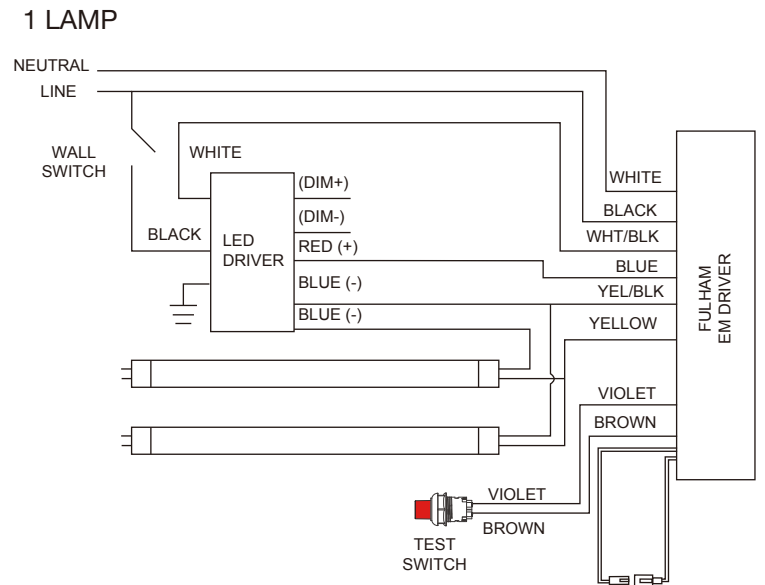 1 LAMP
NEUTRAL
LINE
WALL
SWITCH
WHITE
BLACK
LED
DRIVER
(DIM+)
(DIM-)
RED (+)
BLUE (-)
BLUE (-)
WHITE
BLACK
WHT/BLK
BLUE
YEL/BLK
YELLOW
VIOLET
BROWN
FULHAM
EM DRIVER
VIOLET
BROWN
TEST
SWITCH